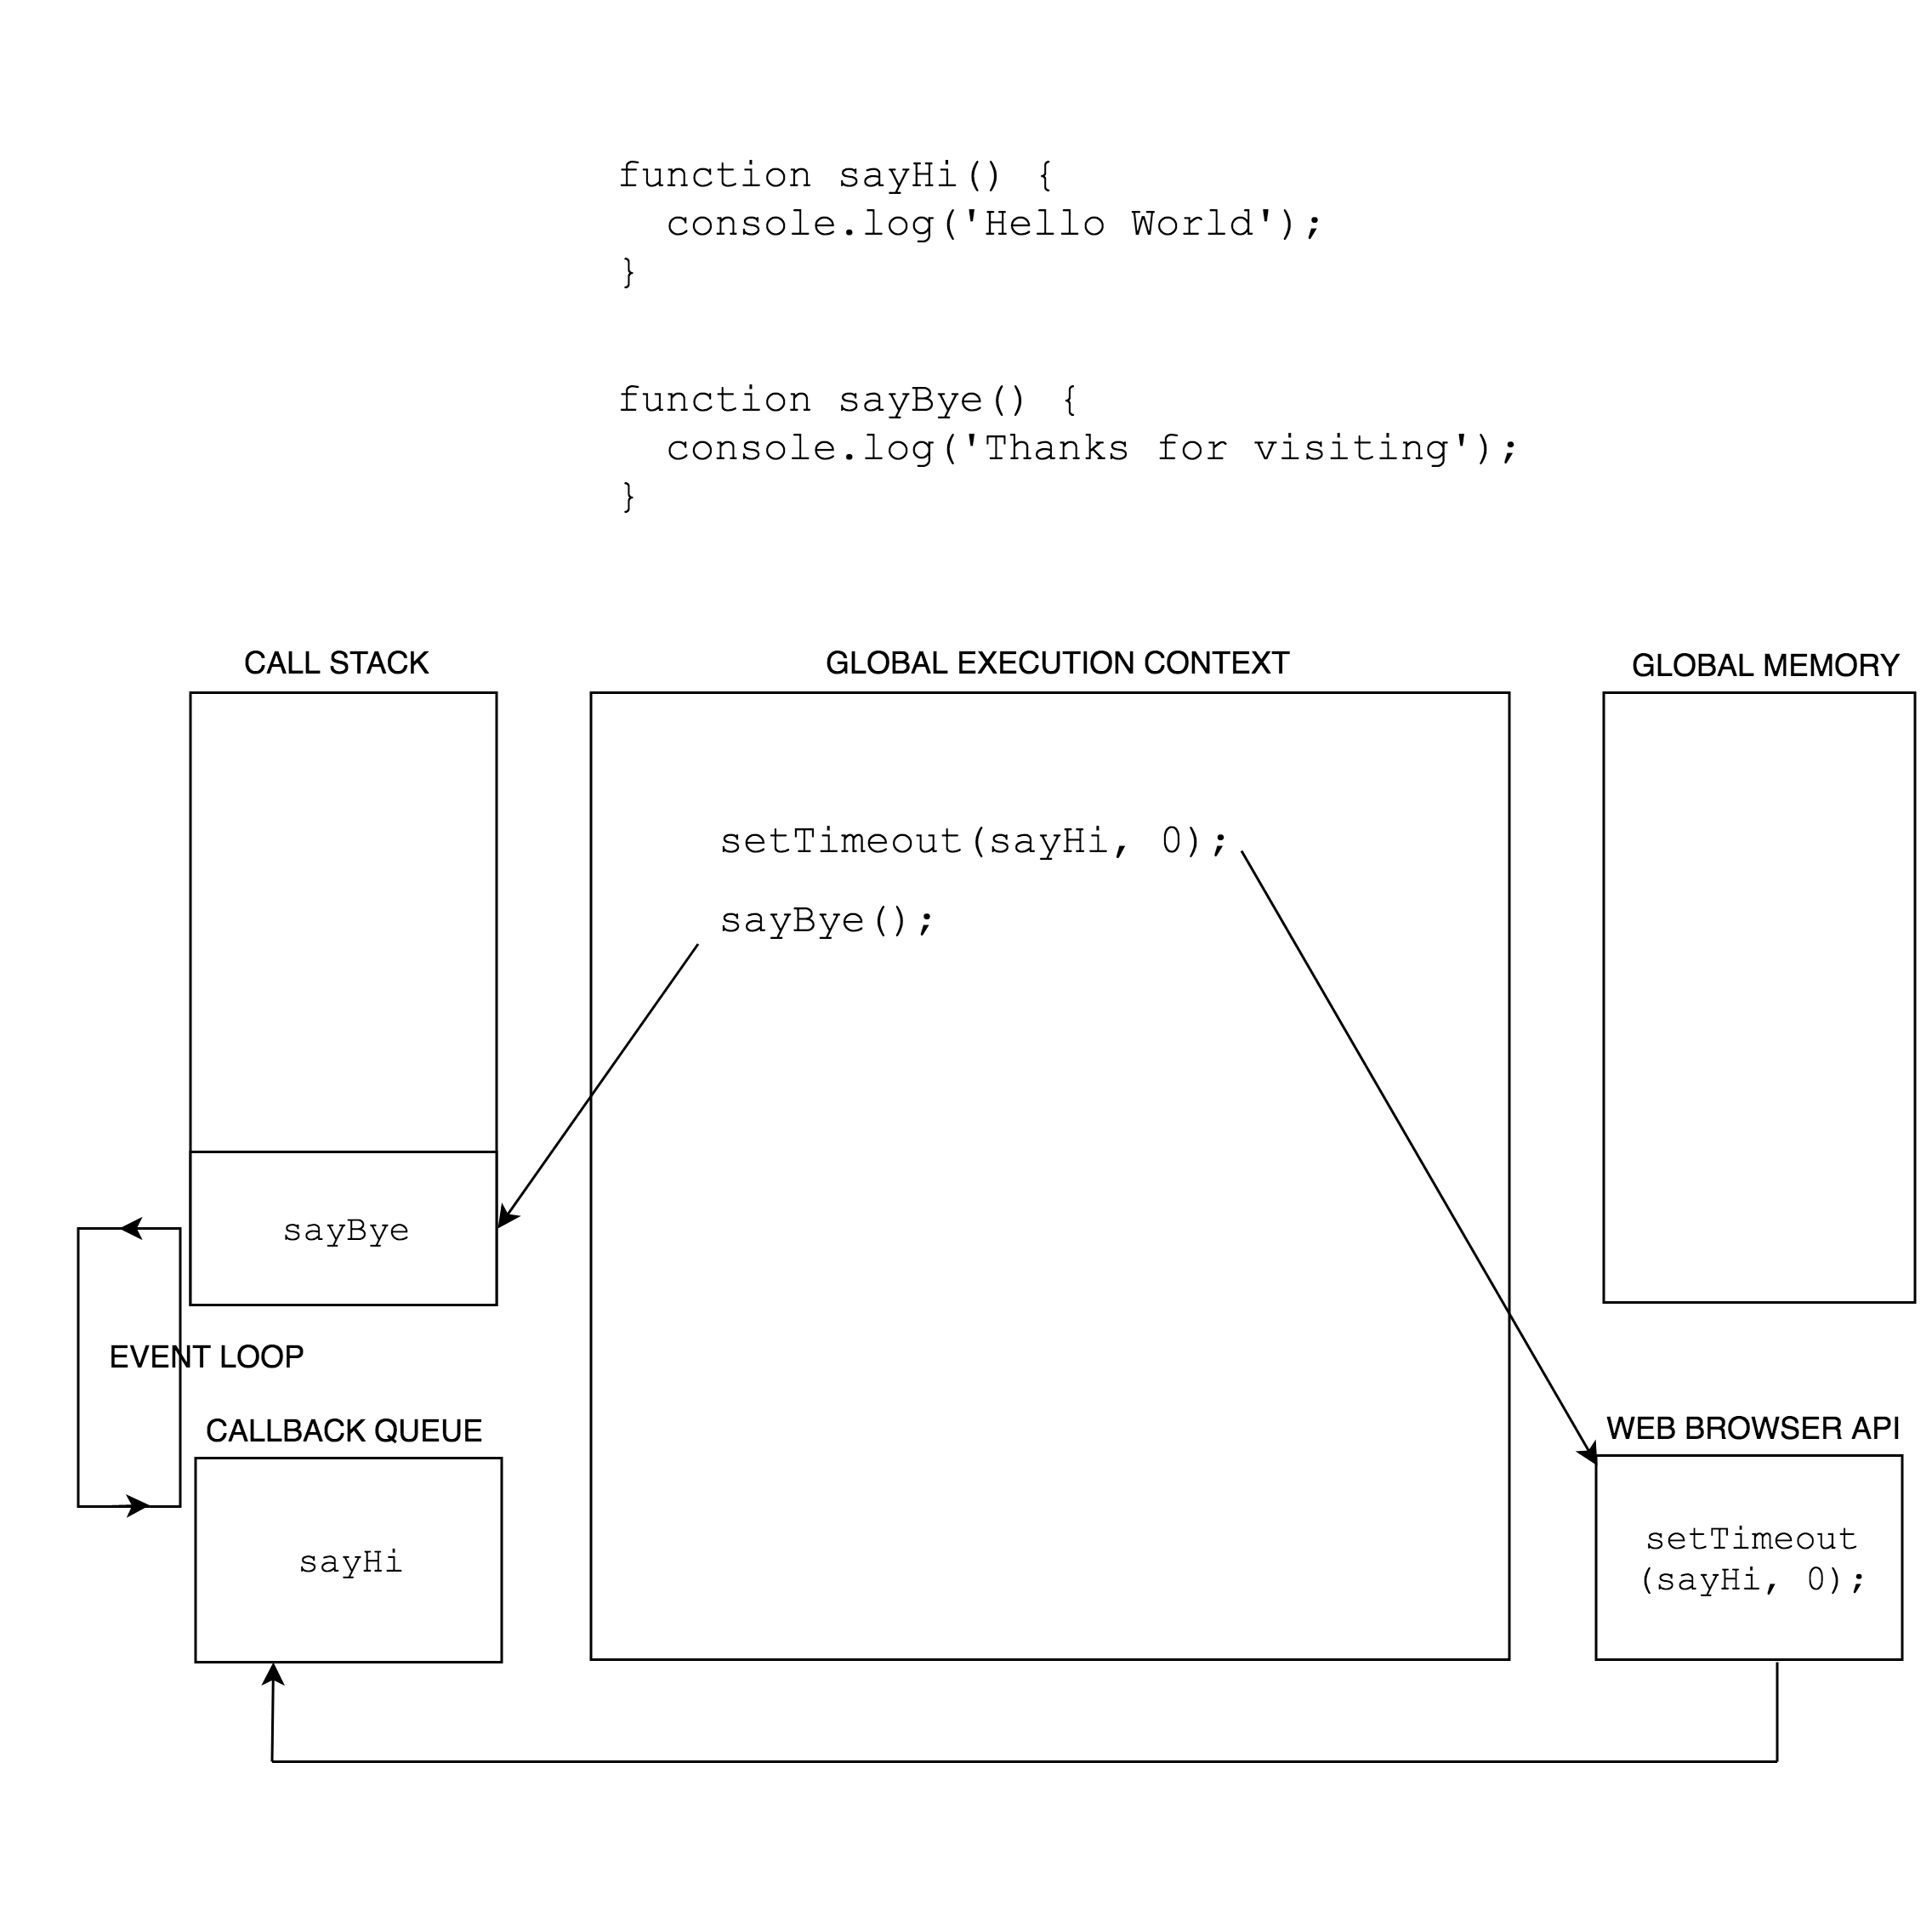 function sayHi() {
  console.log('Hello World');
}
function sayBye() {
  console.log('Thanks for visiting');
}
CALL STACK
GLOBAL EXECUTION CONTEXT
GLOBAL MEMORY
setTimeout(sayHi, 0);
sayBye();
sayBye
EVENT LOOP
CALLBACK QUEUE
WEB BROWSER API
sayHi
setTimeout
(sayHi, 0);